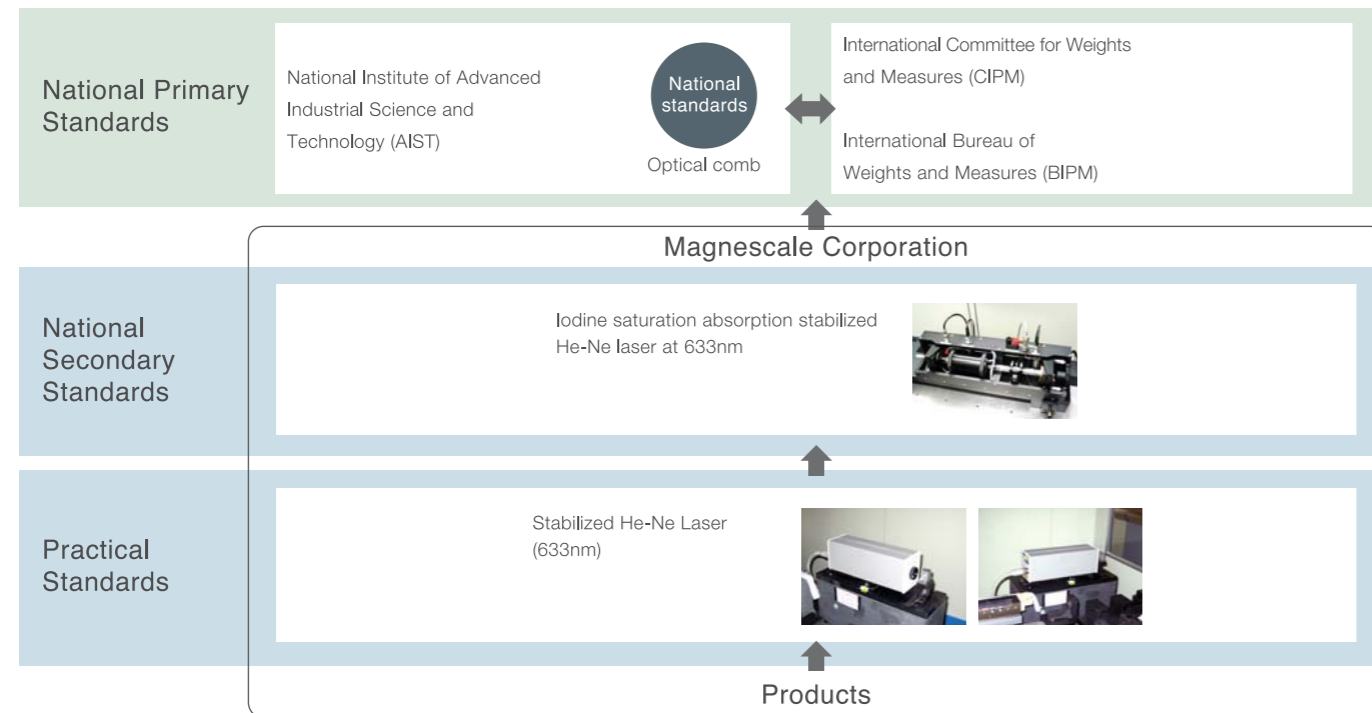 National Primary
Standards
National Institute of Advanced
Industrial Science and
Technology (AIST)
National
standards
Optical comb
International Committee for Weights
and Measures (CIPM)
International Bureau of
Weights and Measures (BIPM)
Magnescale Corporation
National
Secondary
Standards
Iodine saturation absorption stabilized
He-Ne laser at 633nm
Practical
Standards
Stabilized He-Ne Laser
(633nm)
Products